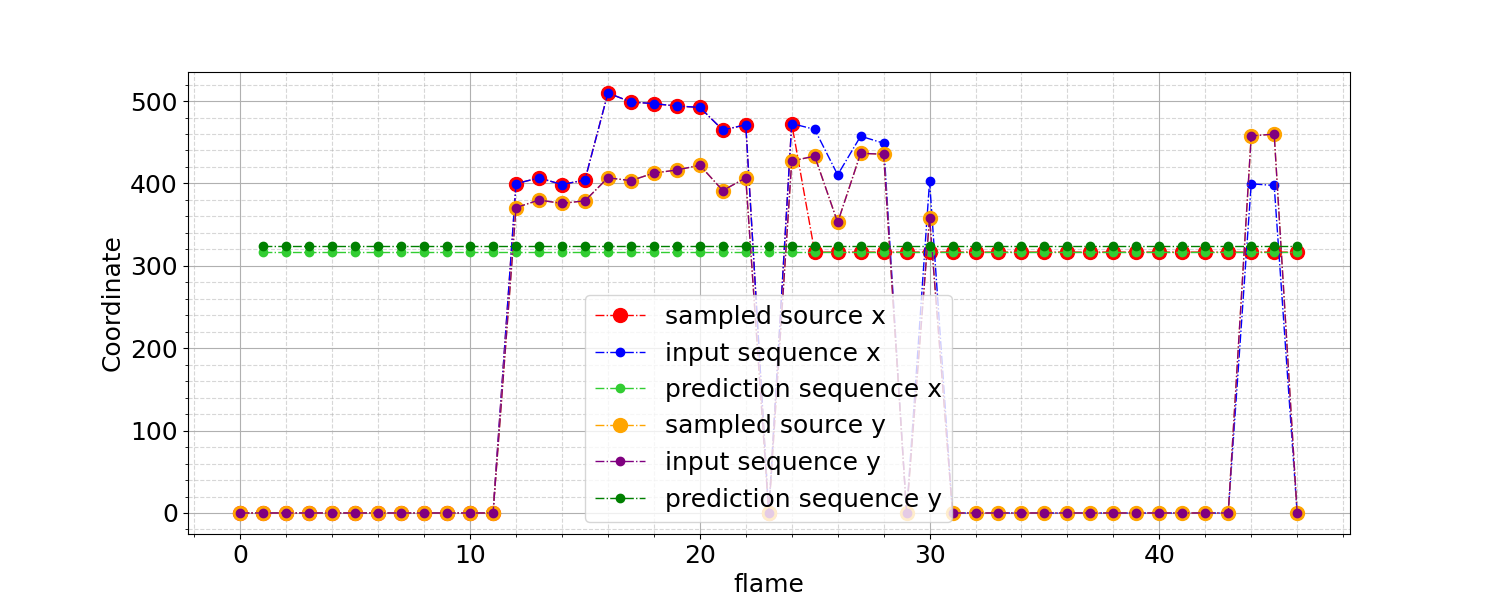 500
400
300
200
100
0
Coordinate
sampled source x
input sequence x
prediction sequence x
sampled source y
input sequence y
prediction sequence y
0 10 20 30 40
flame